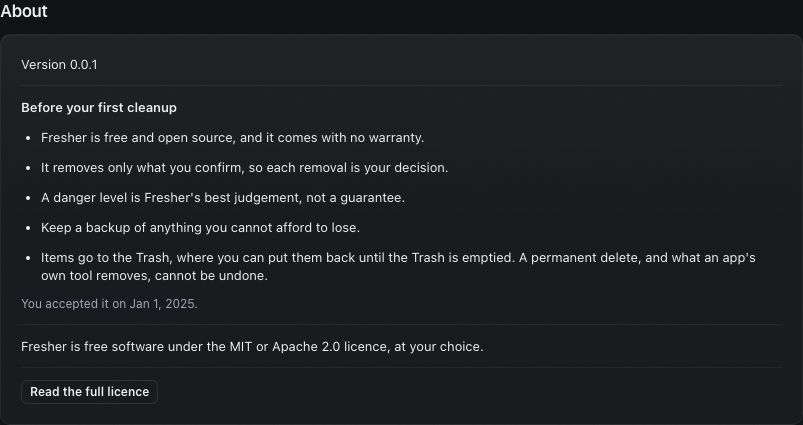 About
Version 0.0.1
Before your first cleanup
• Fresher is free and open source, and it comes with no warranty.
• It removes only what you confirm, so each removal is your decision.
• A danger level is Fresher's best judgement, not a guarantee.
• Keep a backup of anything you cannot afford to lose.
• Items go to the Trash, where you can put them back until the Trash is emptied. A permanent delete, and what an app's
own tool removes, cannot be undone.
You accepted it on Jan 1, 2025.
Fresher is free software under the MIT or Apache 2.0 licence, at your choice.
Read the full licence